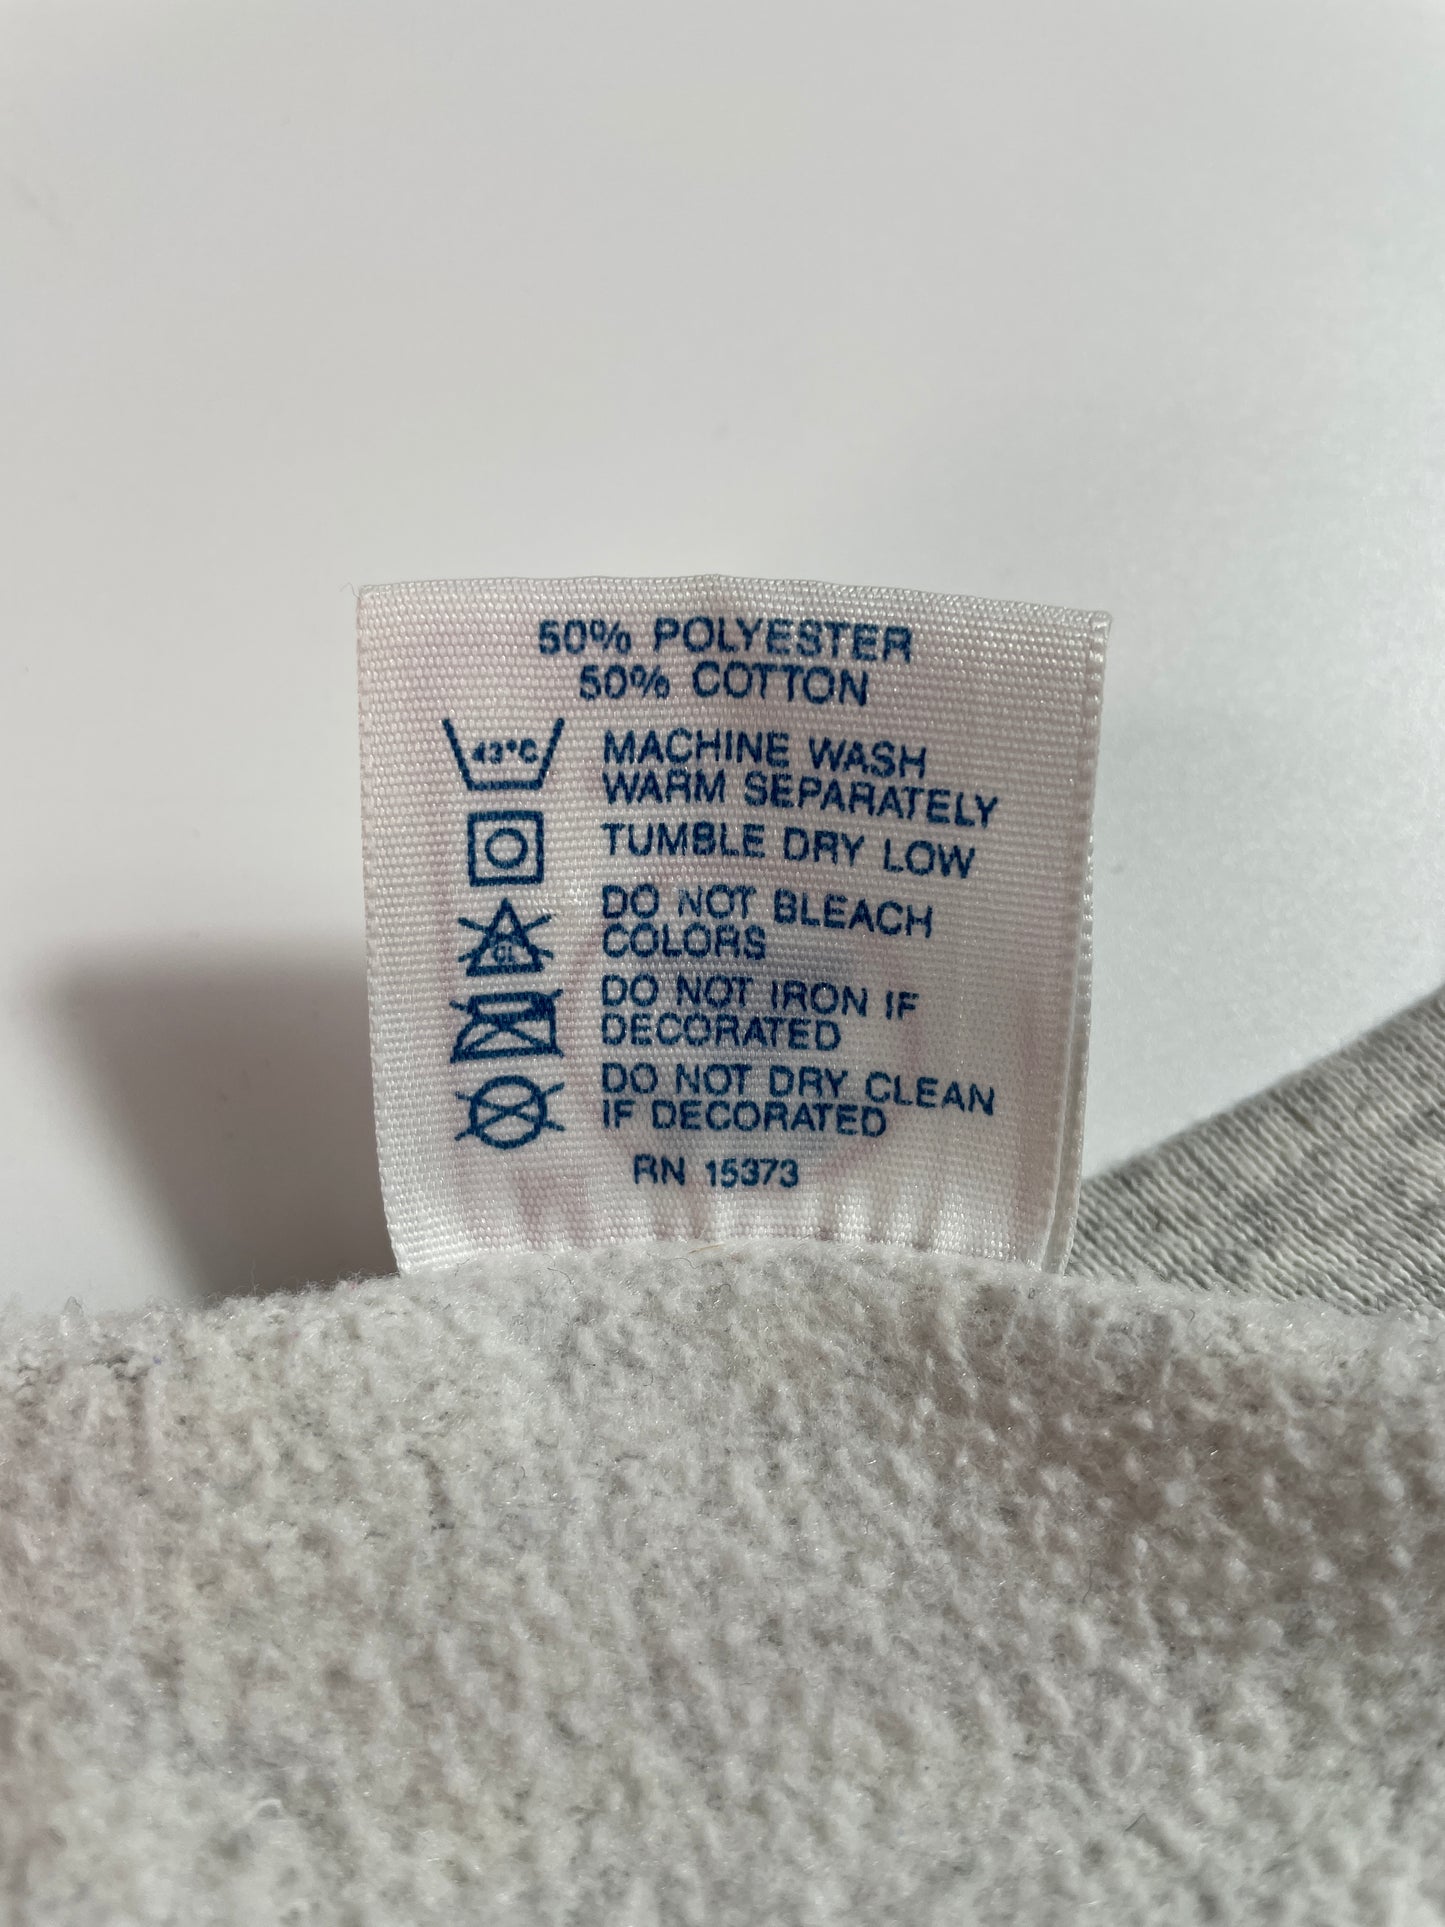 50% POLYESTER
50% COTTON
43°C
MACHINE WASH
WARM SEPARATELY
TUMBLE DRY LOW
CL
DO NOT BLEACH
COLORS
DO NOT IRON IF
DECORATED
DO NOT DRY CLEAN
IF DECORATED
RN 15373